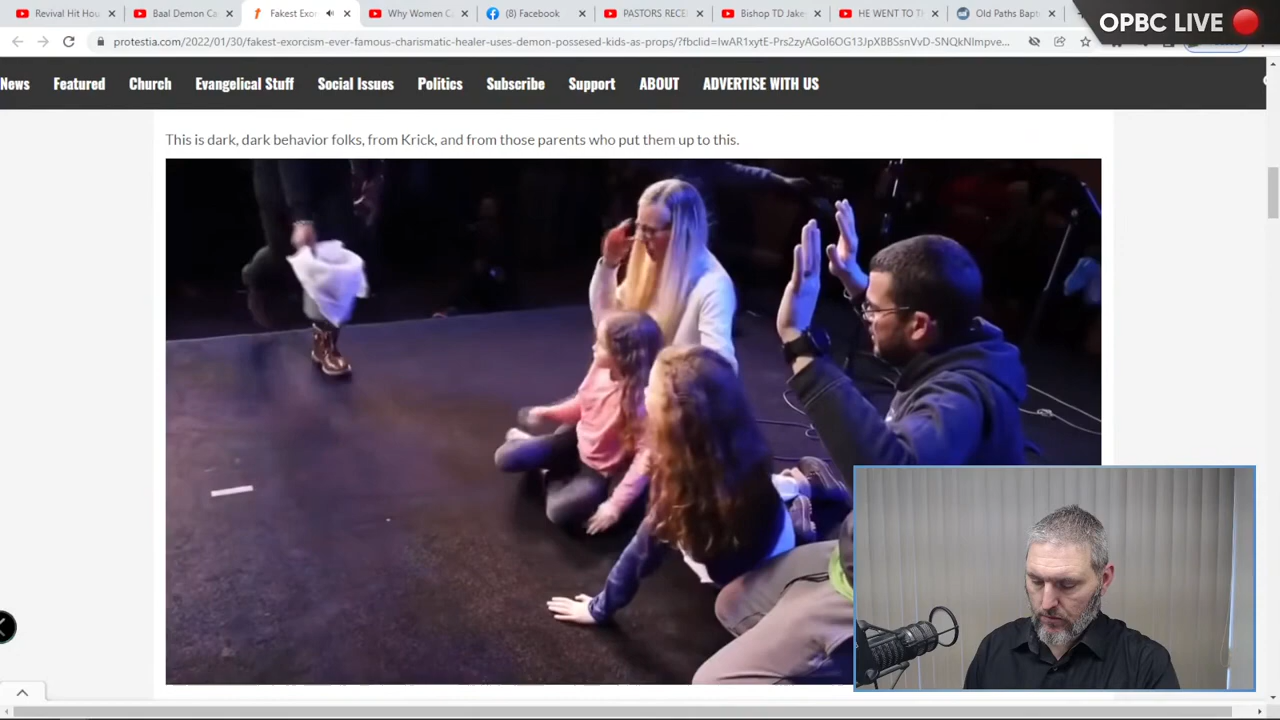 Revival Hit Hou
Baal Demon Ca
Fakest Exor
Why Women C
(8) Facebook
PASTORS RECE
Bishop TD Jake
HE WENT TO T
Old Paths Bapt
OPBC LIVE
protestia.com/2022/01/30/fakest-exorcism-ever-famous-charismatic-healer-uses-demon-possesed-kids-as-props/?fbclid=IwAR1xytE-Prs2zyAGoI6OG13JpXBBSsnVvD-SNQkNlmpve...
News Featured Church Evangelical Stuff Social Issues Politics Subscribe Support ABOUT ADVERTISE WITH US
This is dark, dark behavior folks, from Krick, and from those parents who put them up to this.